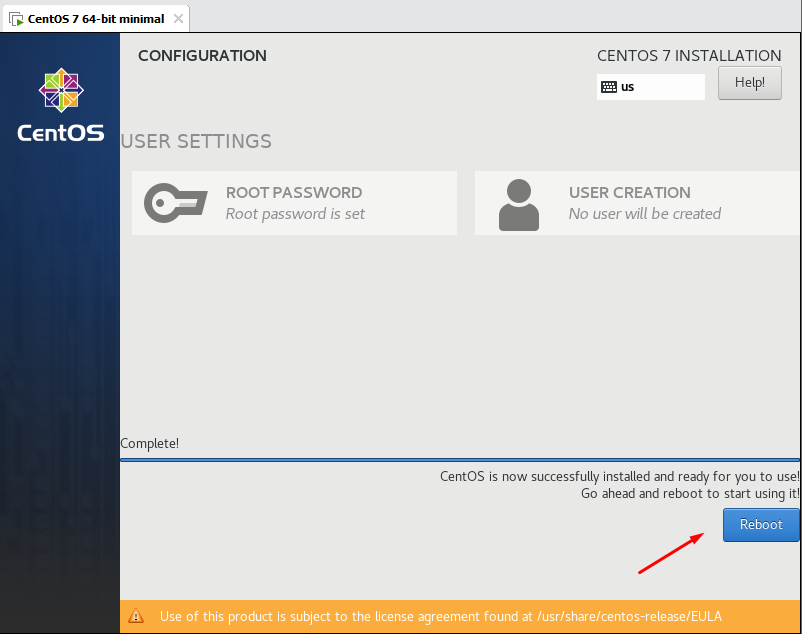 CentOS 7 64-bit minimal
CONFIGURATION
CENTOS 7 INSTALLATION
us
Help!
CentOS
USER SETTINGS
ROOT PASSWORD
Root password is set
USER CREATION
No user will be created
Complete!
CentOS is now successfully installed and ready for you to use!
Go ahead and reboot to start using it!
Reboot
Use of this product is subject to the license agreement found at /usr/share/centos-release/EULA